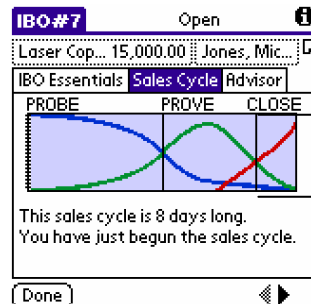 IBO#7 Open
Laser Cop... 15,000.00 Jones, Mic...
IBO Essentials Sales Cycle Advisor
PROBE PROVE CLOSE
This sales cycle is 8 days long.
You have just begun the sales cycle.
Done